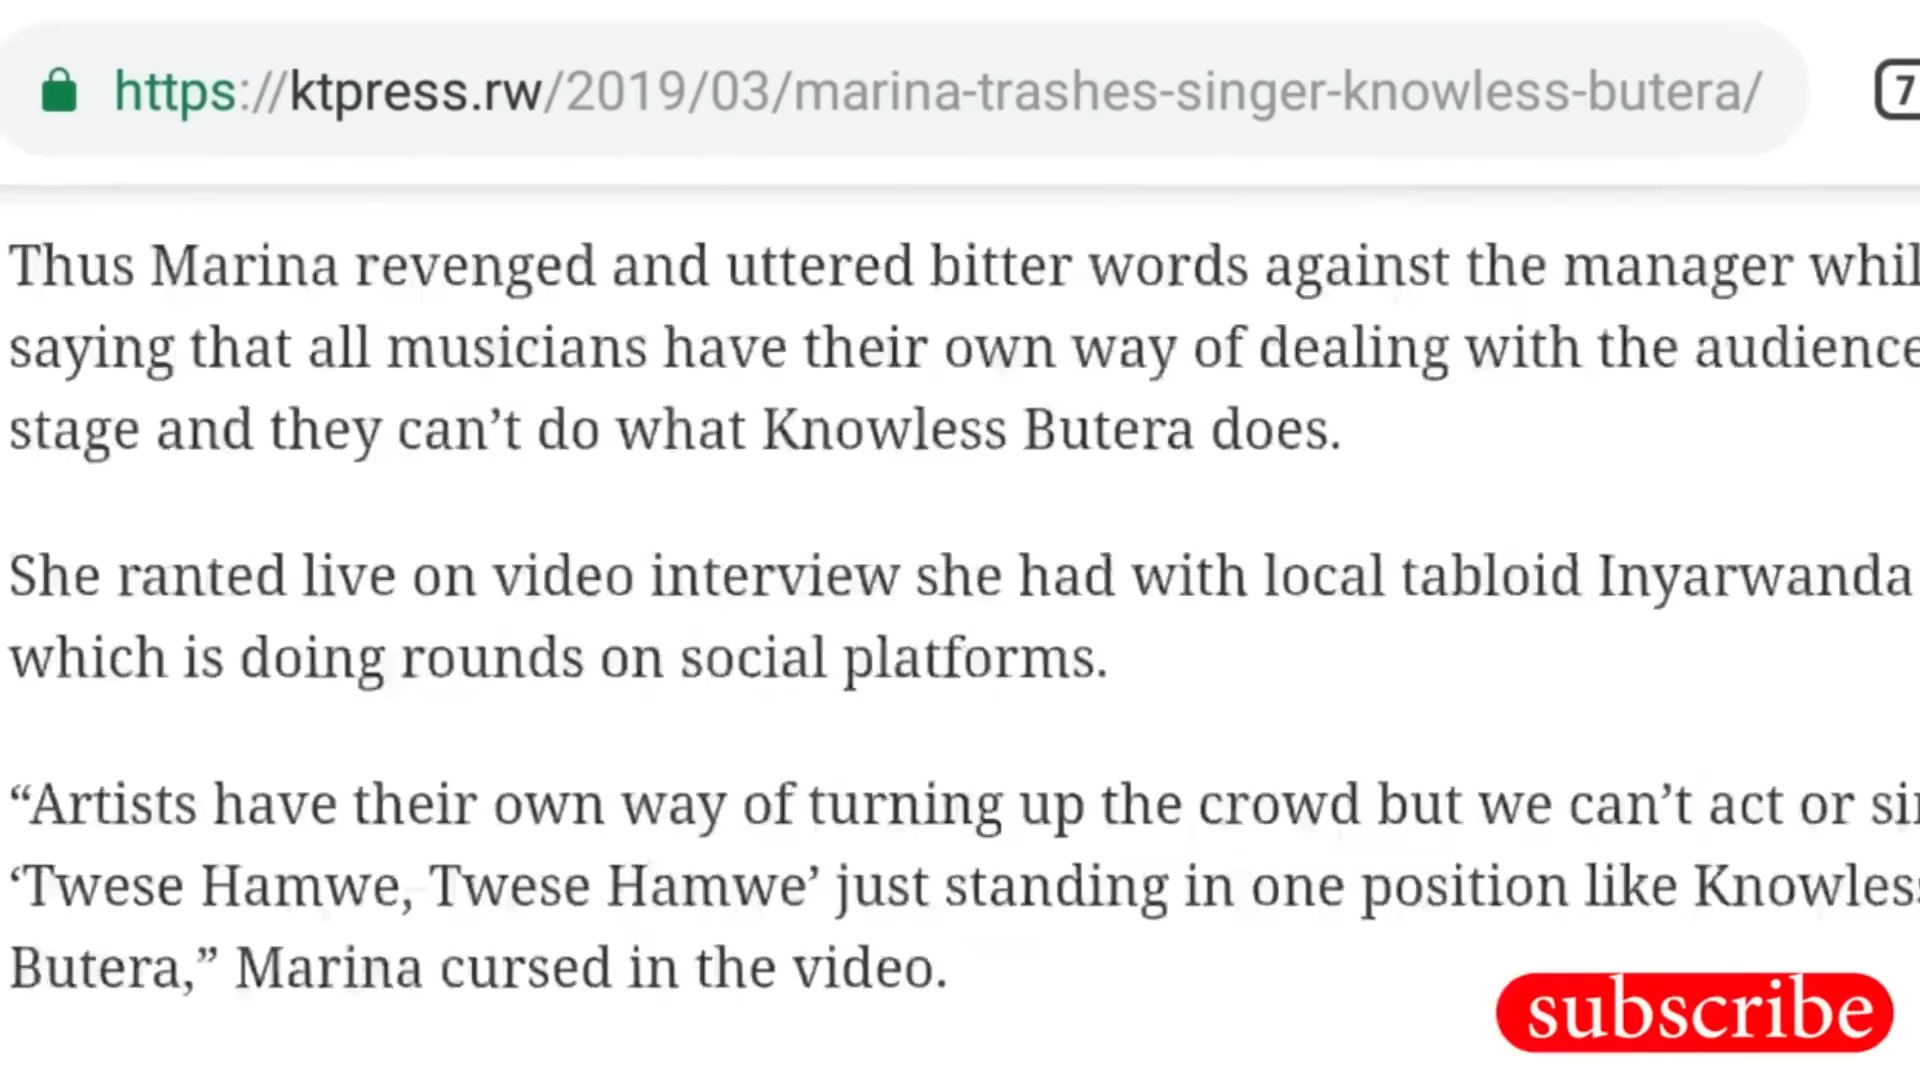 https://ktpress.rw/2019/03/marina-trashes-singer-knowless-butera/
7
Thus Marina revenged and uttered bitter words against the manager whil
saying that all musicians have their own way of dealing with the audience
stage and they can’t do what Knowless Butera does.
She ranted live on video interview she had with local tabloid Inyarwanda
which is doing rounds on social platforms.
“Artists have their own way of turning up the crowd but we can’t act or
‘Twese Hamwe, Twese Hamwe’ just standing in one position like Knowless
Butera,” Marina cursed in the video.
subscribe